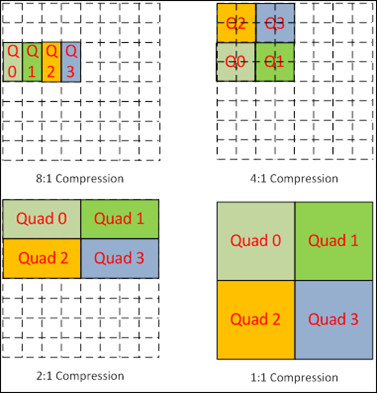 Q Q Q Q
0 1 2 3
8:1 Compression
Q2 Q3
Q0 Q1
4:1 Compression
Quad 0 Quad 1
Quad 2 Quad 3
2:1 Compression
Quad 0 Quad 1
Quad 2 Quad 3
1:1 Compression